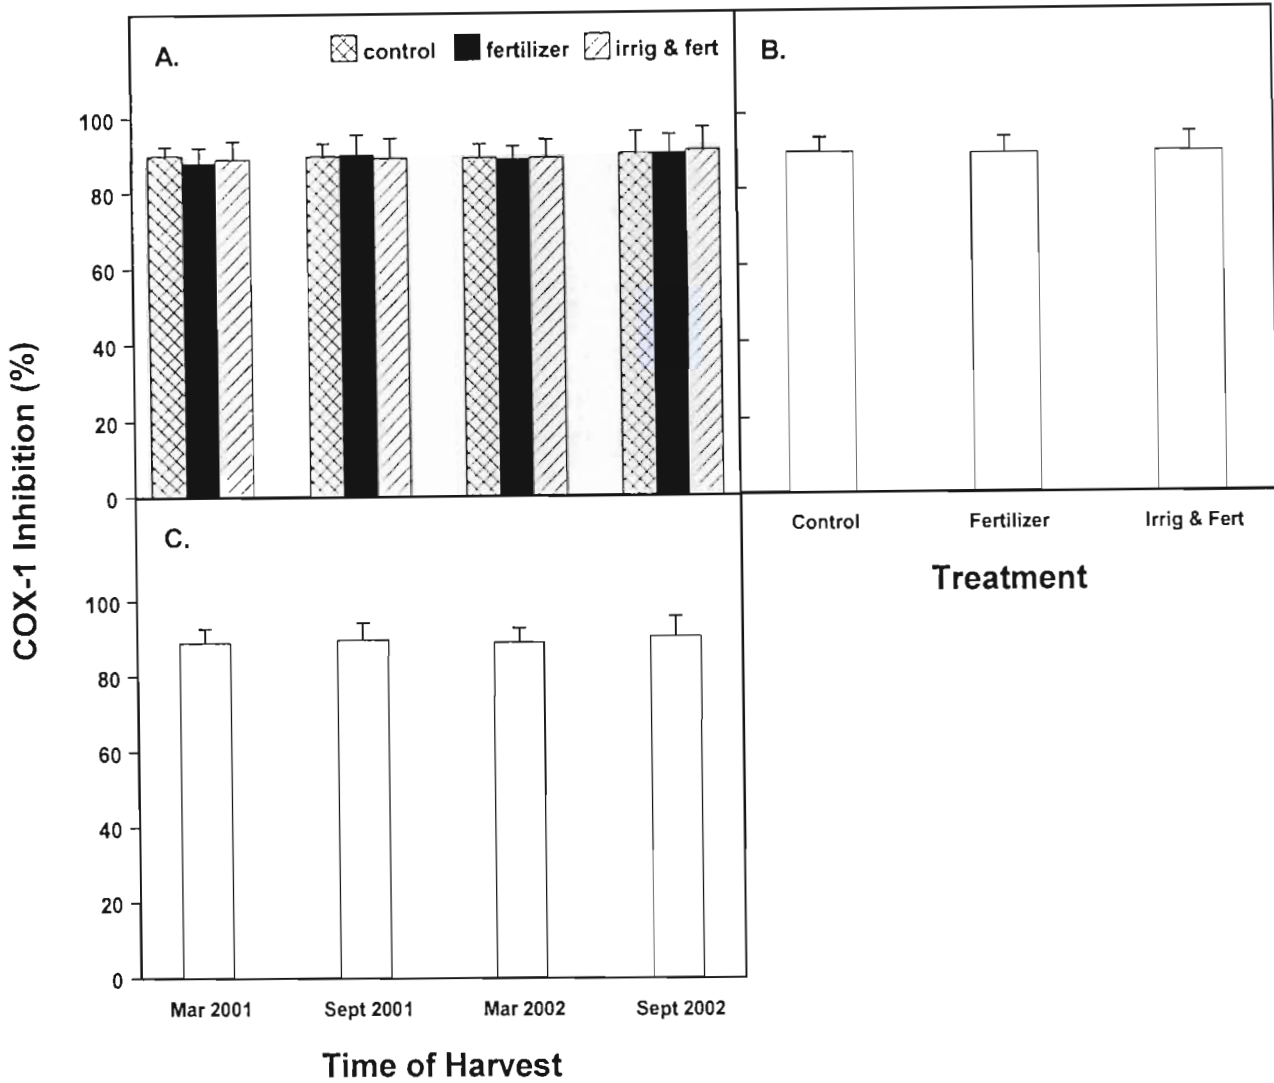 A.
control fertilizer irrig & fert
B.
100
80
60
40
20
0
Control Fertilizer Irrig & Fert
Treatment
COX-1 Inhibition (%)
C.
100
80
60
40
20
0
Mar 2001 Sept 2001 Mar 2002 Sept 2002
Time of Harvest